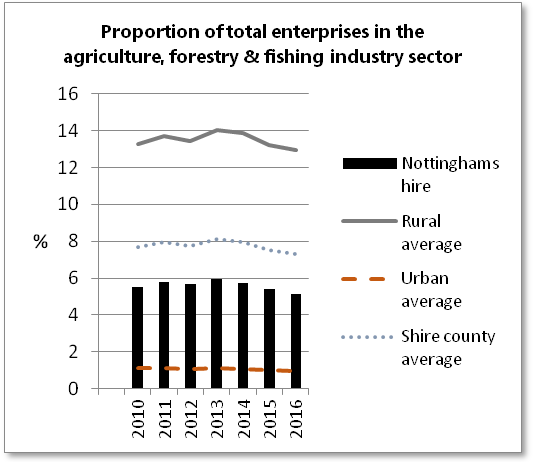 Proportion of total enterprises in the
agriculture, forestry & fishing industry sector
16
14
12
10
%
8
6
4
2
0
2010
2011
2012
2013
2014
2015
2016
Nottinghams
hire
Rural
average
Urban
average
Shire county
average